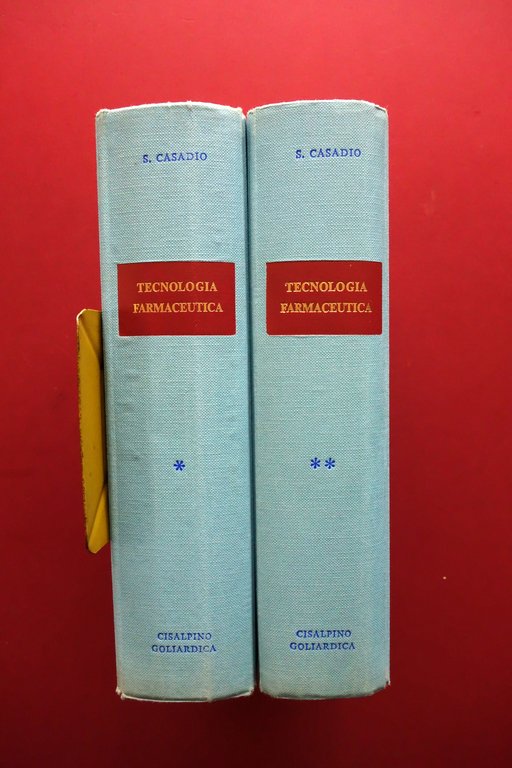 S. CASADIO
TECNOLOGIA
FARMACEUTICA
*
CISALPINO
GOLIARDICA
S. CASADIO
TECNOLOGIA
FARMACEUTICA
**
CISALPINO
GOLIARDICA